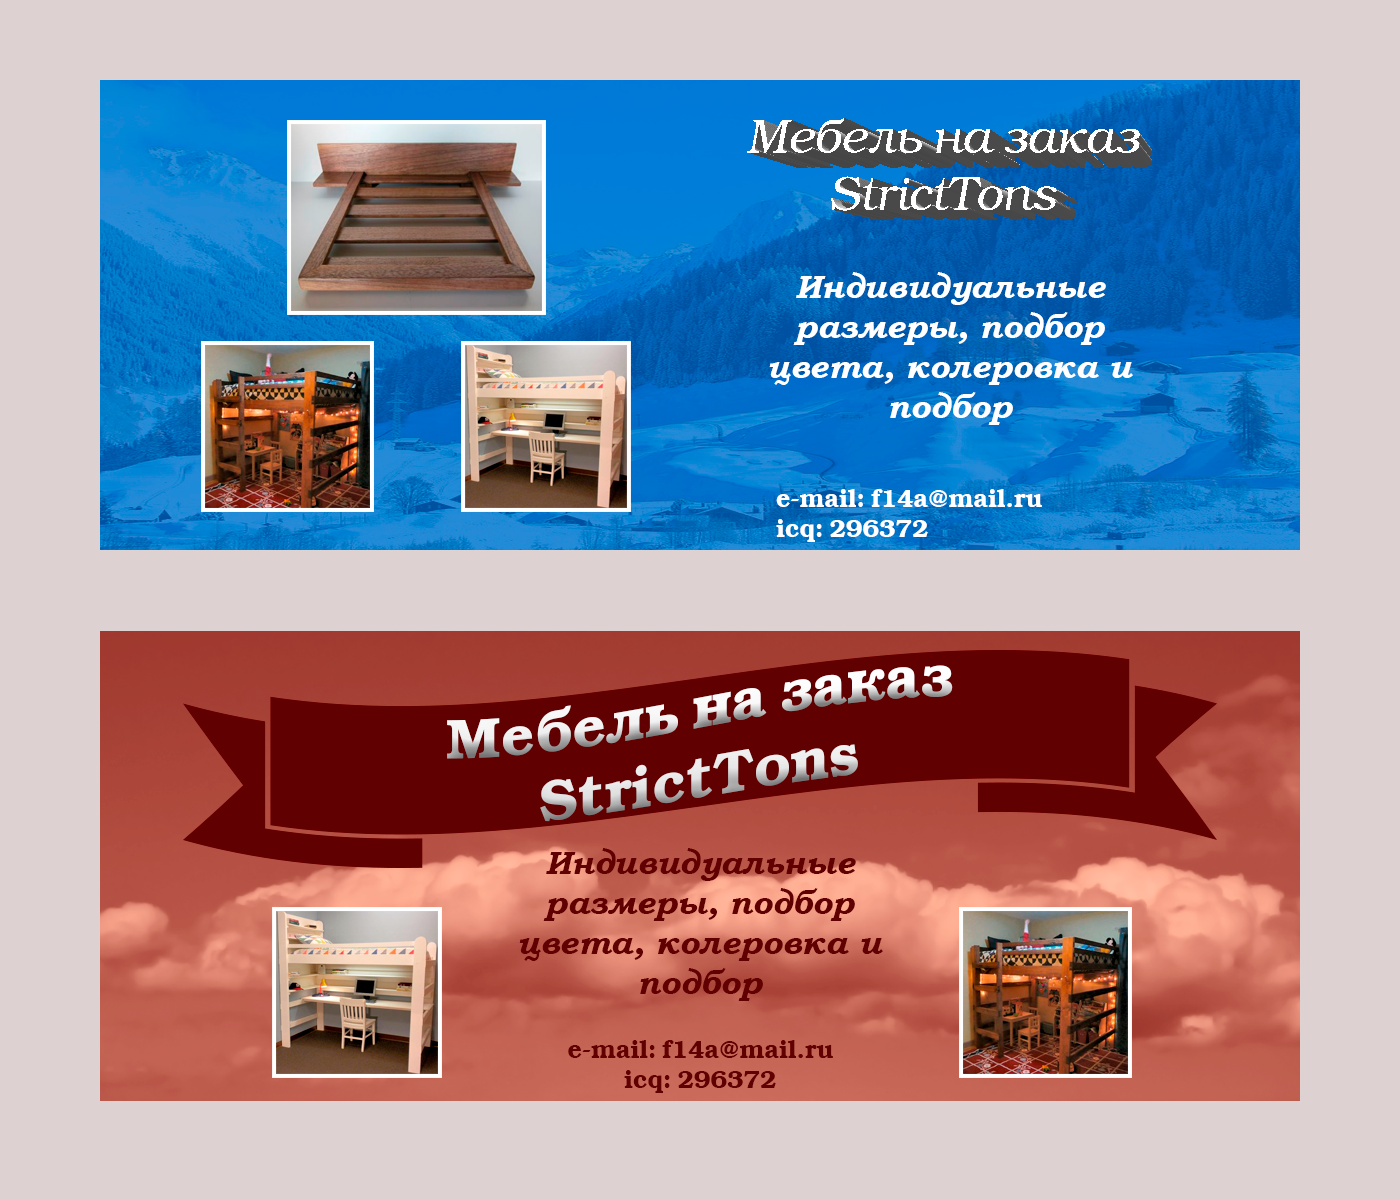 Мебель на заказ
StrictTons
Индивидуальные
размеры, подбор
цвета, колеровка и
подбор
e-mail: f14a@mail.ru
icq: 296372
Мебель на заказ
StrictTons
Индивидуальные
размеры, подбор
цвета, колеровка и
подбор
e-mail: f14a@mail.ru
icq: 296372